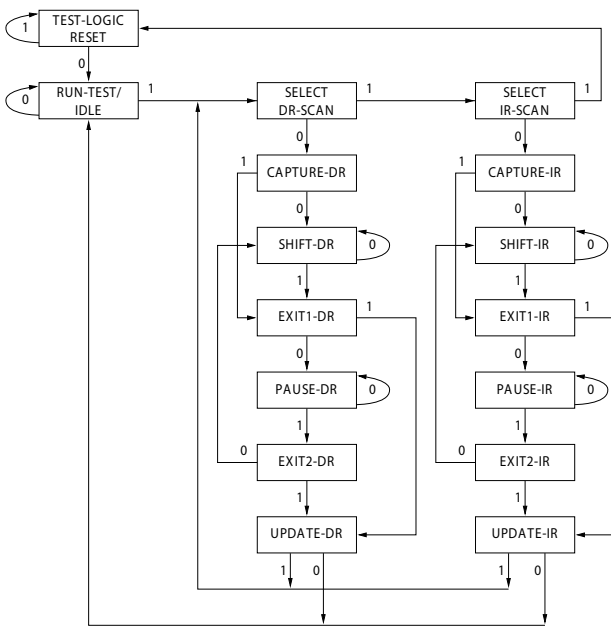 TEST-LOGIC
RESET
1
0
RUN-TEST/
IDLE
0
1
SELECT
DR-SCAN
1
SELECT
IR-SCAN
1
0
0
1
CAPTURE-DR
1
CAPTURE-IR
0
0
SHIFT-DR
0
SHIFT-IR
0
1
1
EXIT1-DR
1
EXIT1-IR
1
0
0
PAUSE-DR
0
PAUSE-IR
0
1
1
0
EXIT2-DR
0
EXIT2-IR
1
1
UPDATE-DR
UPDATE-IR
1
0
1
0